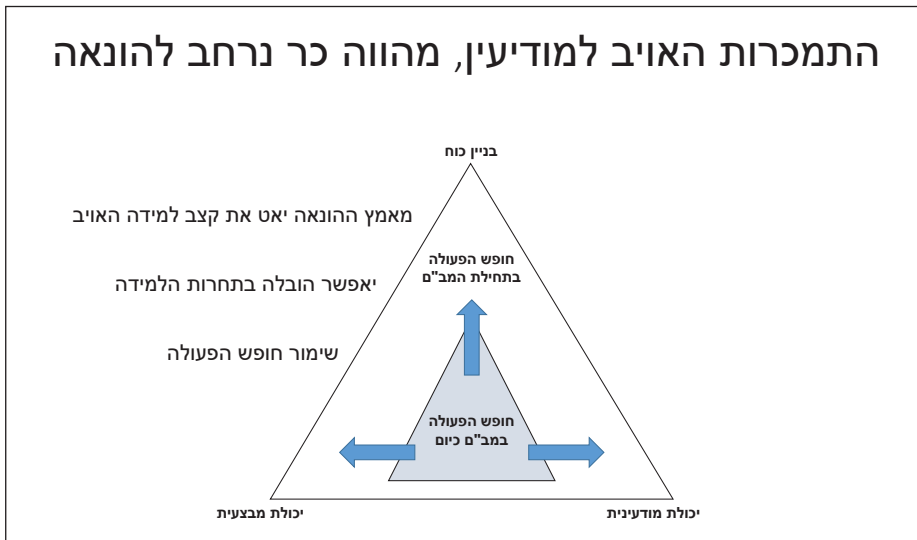 התמכרות האויב למודיעין, מהווה כר נרחב להונאה
בניין כוח
מאמץ ההונאה יאט את קצב למידה האויב
חופש הפעולה
בתחילת המב"ם
יאפשר הובלה בתחרות הלמידה
שימור חופש הפעולה
חופש הפעולה
במב"ם כיום
יכולת מודעינית
יכולת מבצעית